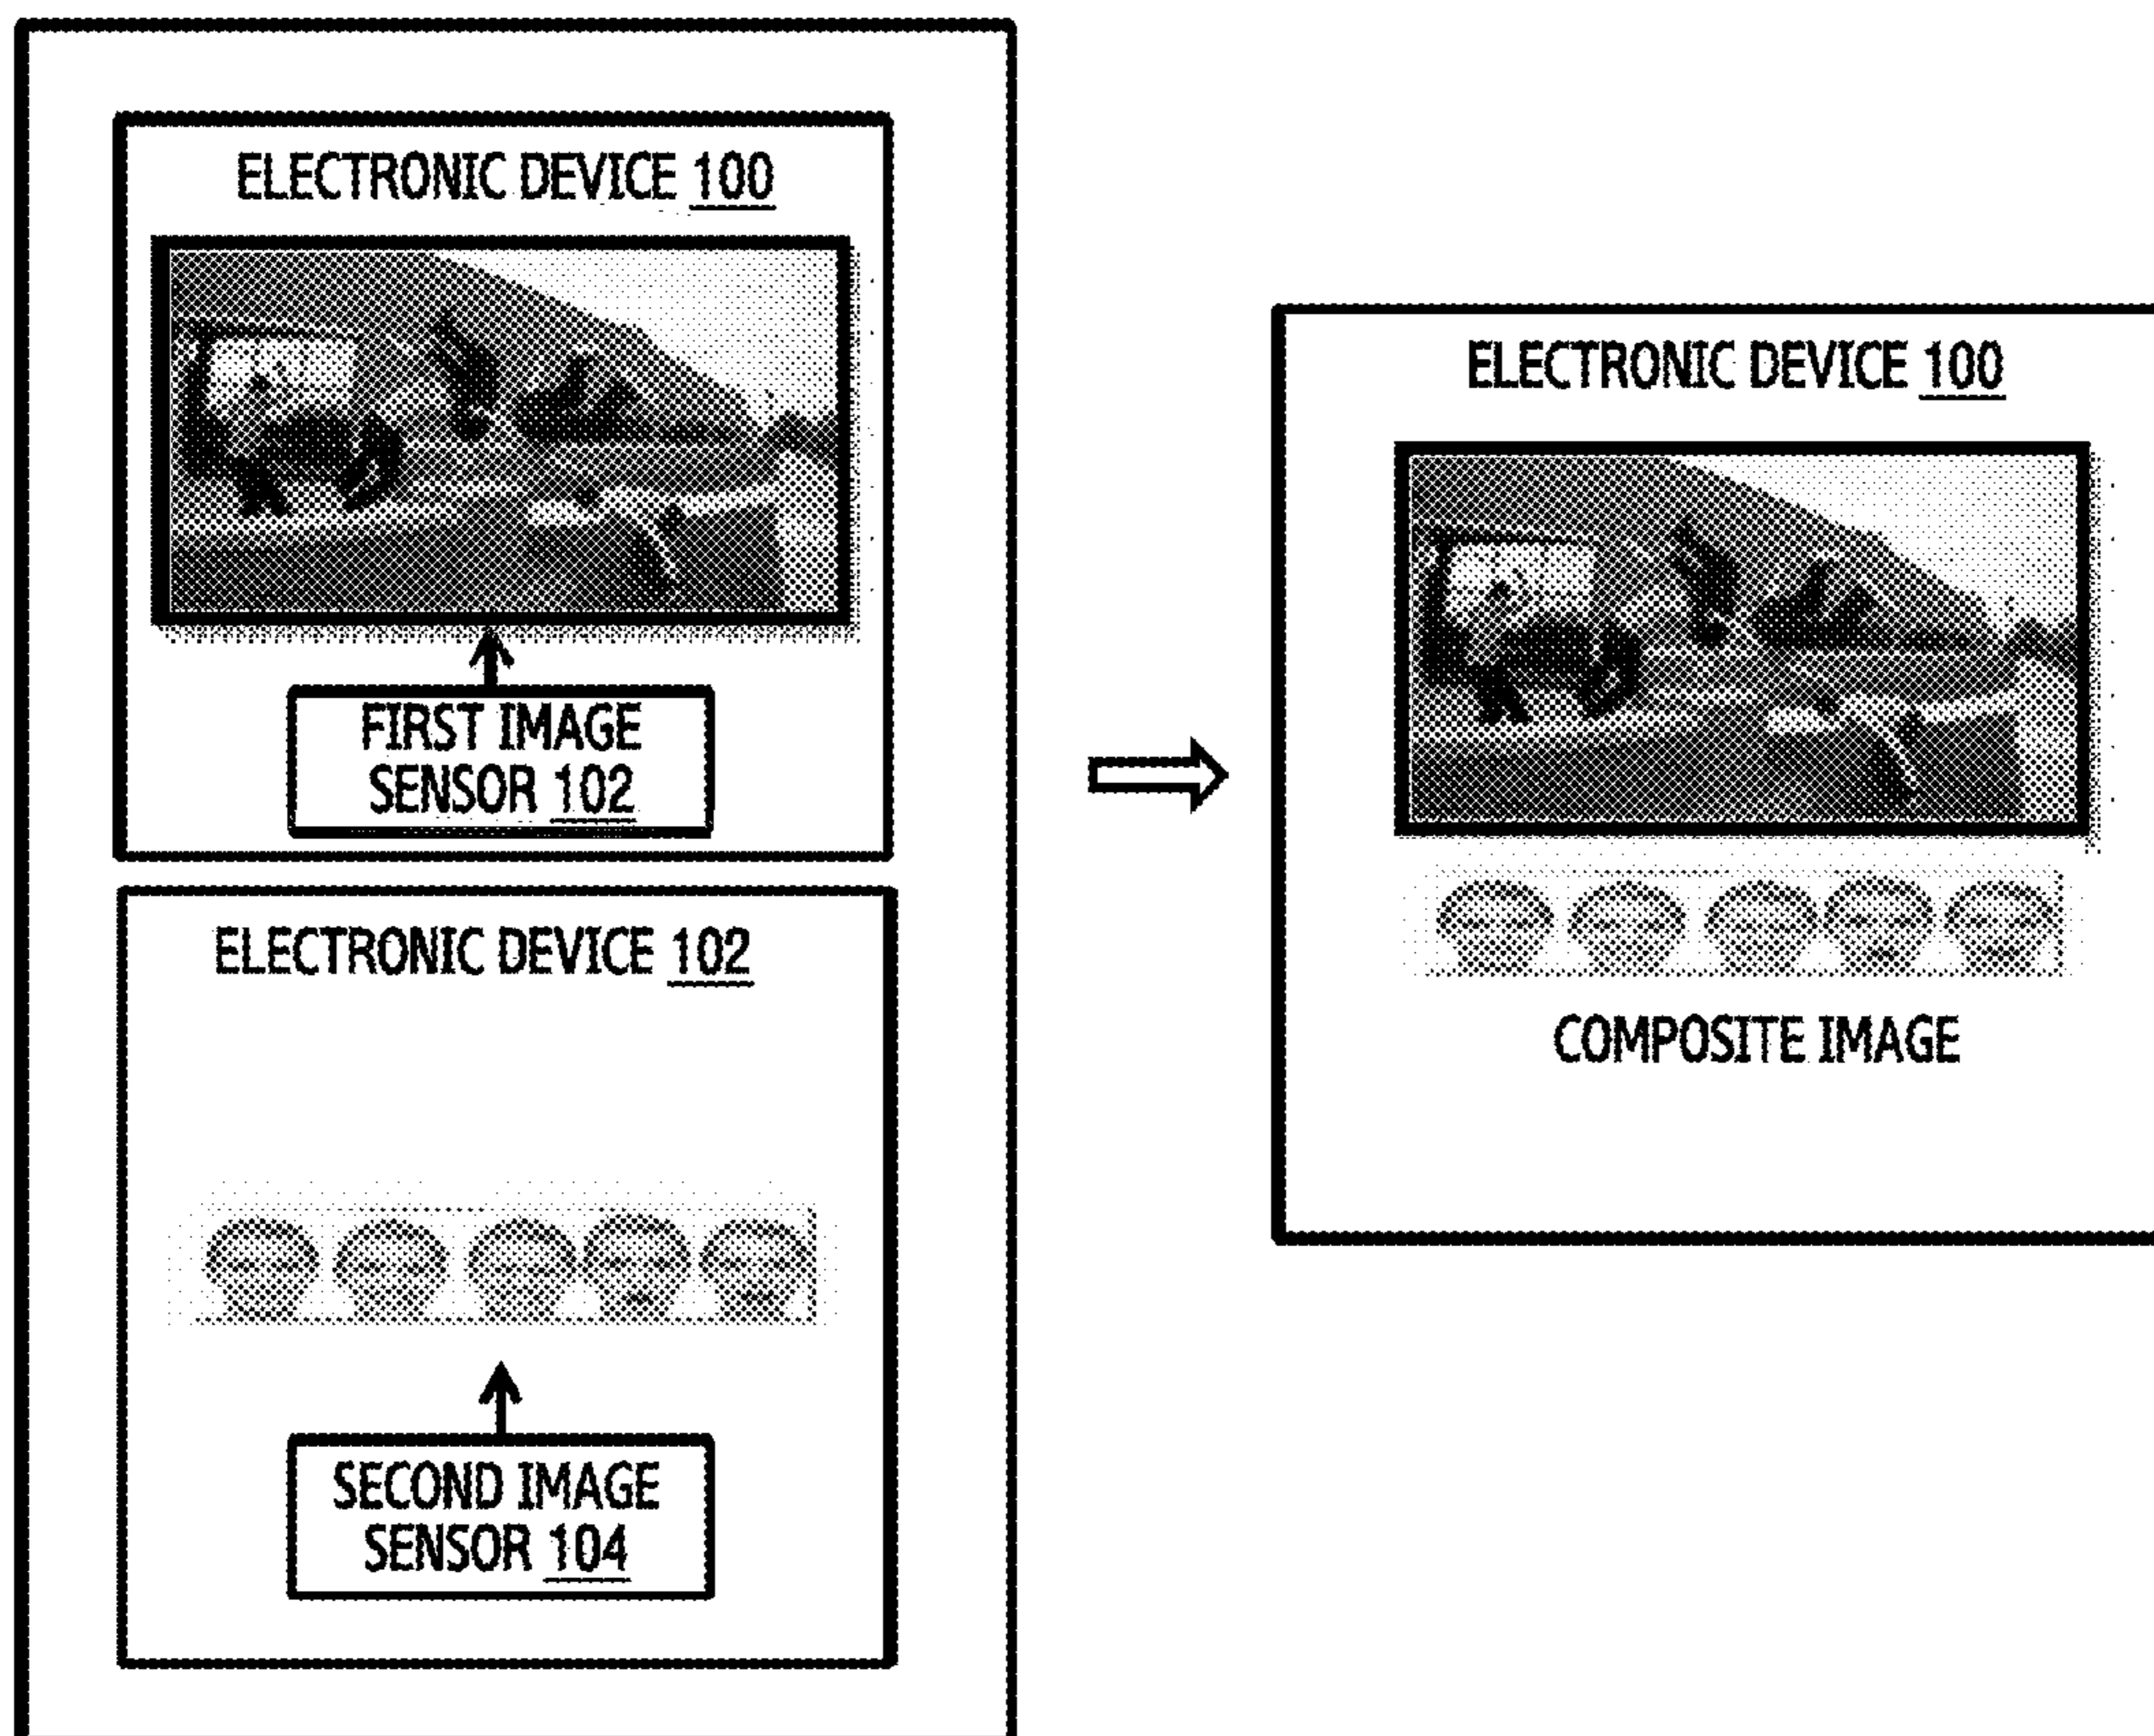 ELECTRONIC DEVICE 100
FIRST IMAGE
SENSOR 102
ELECTRONIC DEVICE 102
SECOND IMAGE
SENSOR 104
ELECTRONIC DEVICE 100
COMPOSITE IMAGE